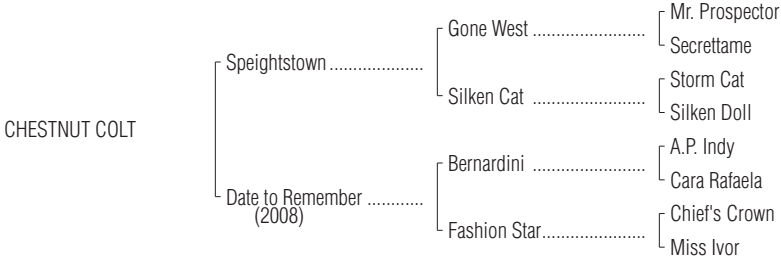 Mr. Prospector
Gone West ........................
Secrettame
Speightstown ....................
Storm Cat
Silken Cat ........................
Silken Doll
CHESTNUT COLT
A.P. Indy
Bernardini ........................
Cara Rafaela
Date to Remember ............
(2008)
Chief's Crown
Fashion Star......................
Miss Ivor